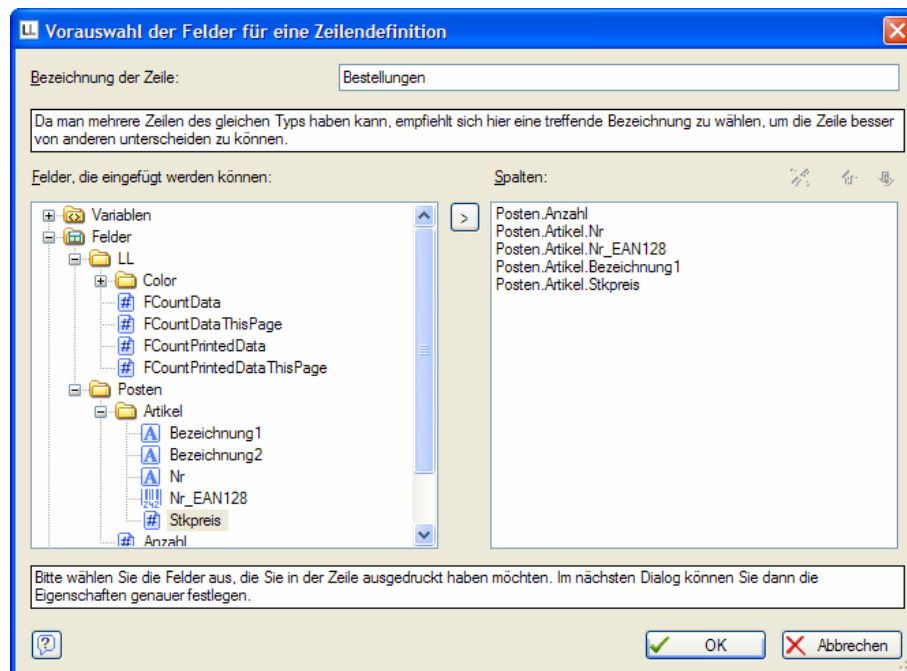 Vorauswahl der Felder für eine Zeilendefinition
Bezeichnung der Zeile:
Bestellungen
Da man mehrere Zeilen des gleichen Typs haben kann, empfiehlt sich hier eine treffende Bezeichnung zu wählen, um die Zeile besser
von anderen unterscheiden zu können.
Felder, die eingefügt werden können:
Variablen
Felder
LL
Color
FCountData
FCountDataThisPage
FCountPrintedData
FCountPrintedDataThisPage
Posten
Artikel
Bezeichnung1
Bezeichnung2
Nr
Nr_EAN128
Stkpreis
Anzahl
>
Spalten:
Posten.Anzahl
Posten.Artikel.Nr
Posten.Artikel.Nr_EAN128
Posten.Artikel.Bezeichnung1
Posten.Artikel.Stkpreis
Bitte wählen Sie die Felder aus, die Sie in der Zeile ausgedruckt haben möchten. Im nächsten Dialog können Sie dann die
Eigenschaften genauer festlegen.
OK
Abbrechen